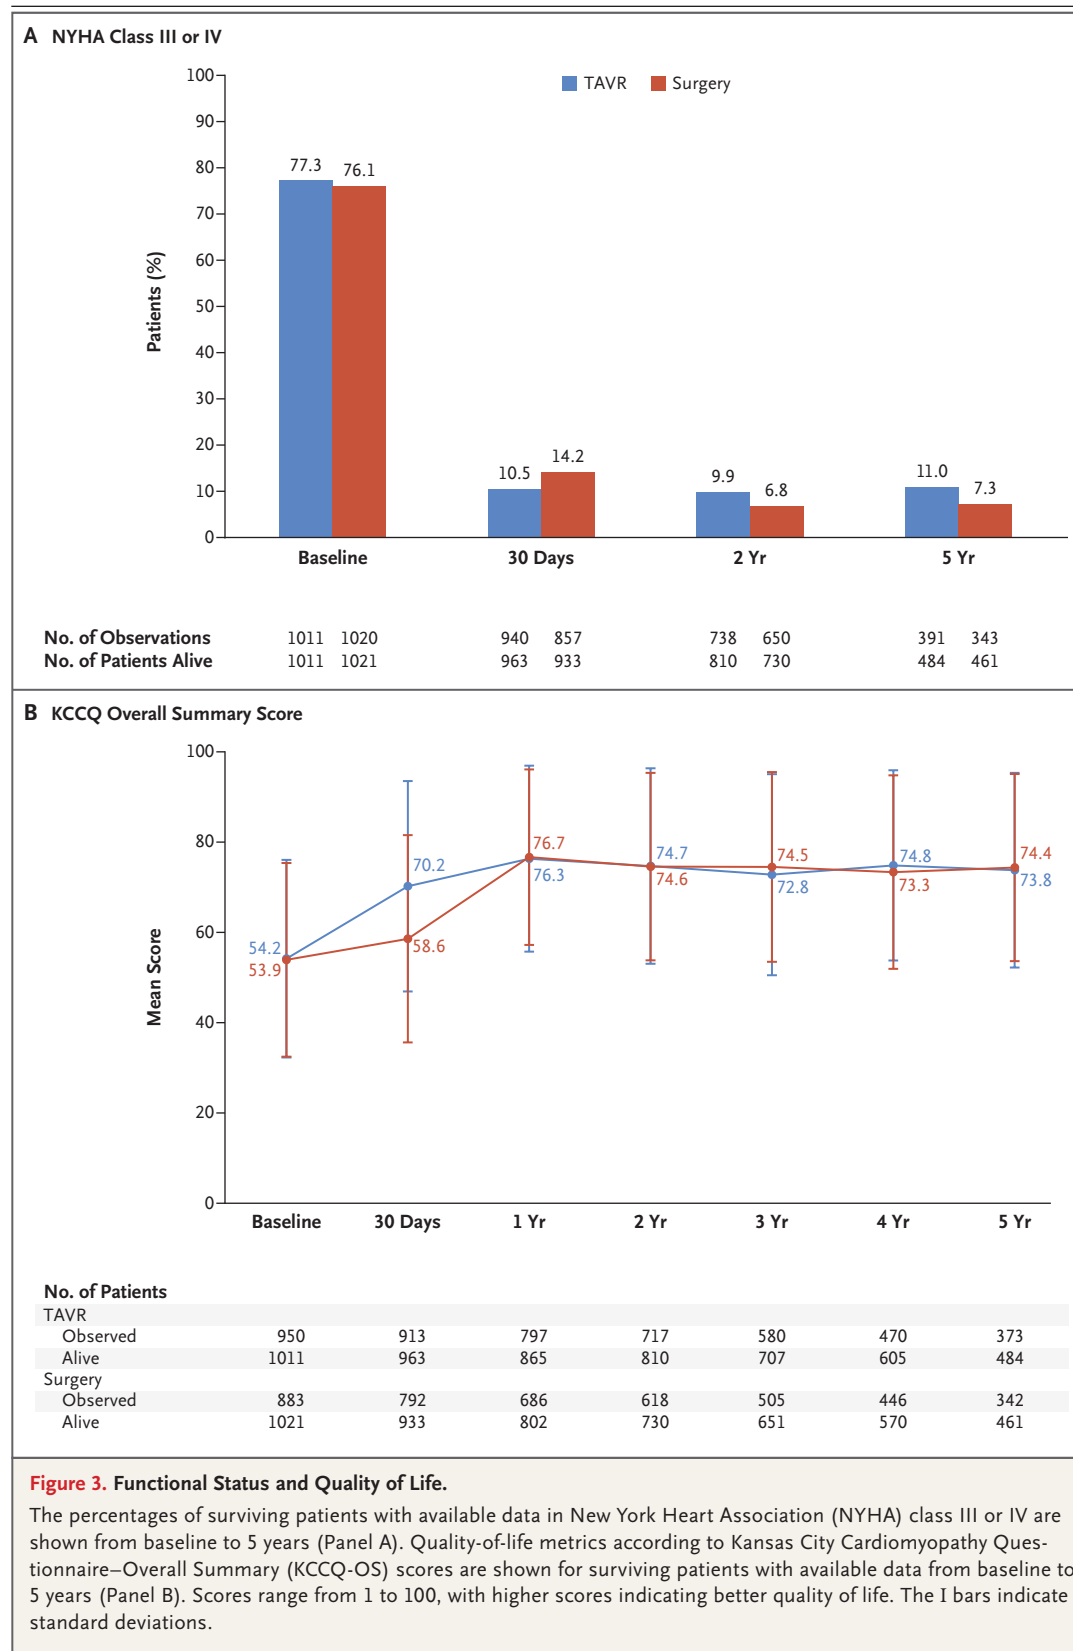 A NYHA Class III or IV
100
90
80
70
60
50
40
30
20
10
0
Patients (%)
TAVR Surgery
77.3 76.1
10.5 14.2
9.9 6.8
11.0 7.3
Baseline 30 Days 2 Yr 5 Yr
No. of Observations 1011 1020 940 857 738 650 391 343
No. of Patients Alive 1011 1021 963 933 810 730 484 461
B KCCQ Overall Summary Score
100
80
60
40
20
0
Mean Score
54.2 70.2 76.3 74.7 72.8 74.8 73.8
53.9 58.6 76.7 74.6 74.5 73.3 74.4
Baseline 30 Days 1 Yr 2 Yr 3 Yr 4 Yr 5 Yr
No. of Patients
TAVR
Observed 950 913 797 717 580 470 373
Alive 1011 963 865 810 707 605 484
Surgery
Observed 883 792 686 618 505 446 342
Alive 1021 933 802 730 651 570 461
Figure 3. Functional Status and Quality of Life.
The percentages of surviving patients with available data in New York Heart Association (NYHA) class III or IV are
shown from baseline to 5 years (Panel A). Quality-of-life metrics according to Kansas City Cardiomyopathy Ques-
tionnaire–Overall Summary (KCCQ-OS) scores are shown for surviving patients with available data from baseline to
5 years (Panel B). Scores range from 1 to 100, with higher scores indicating better quality of life. The I bars indicate
standard deviations.